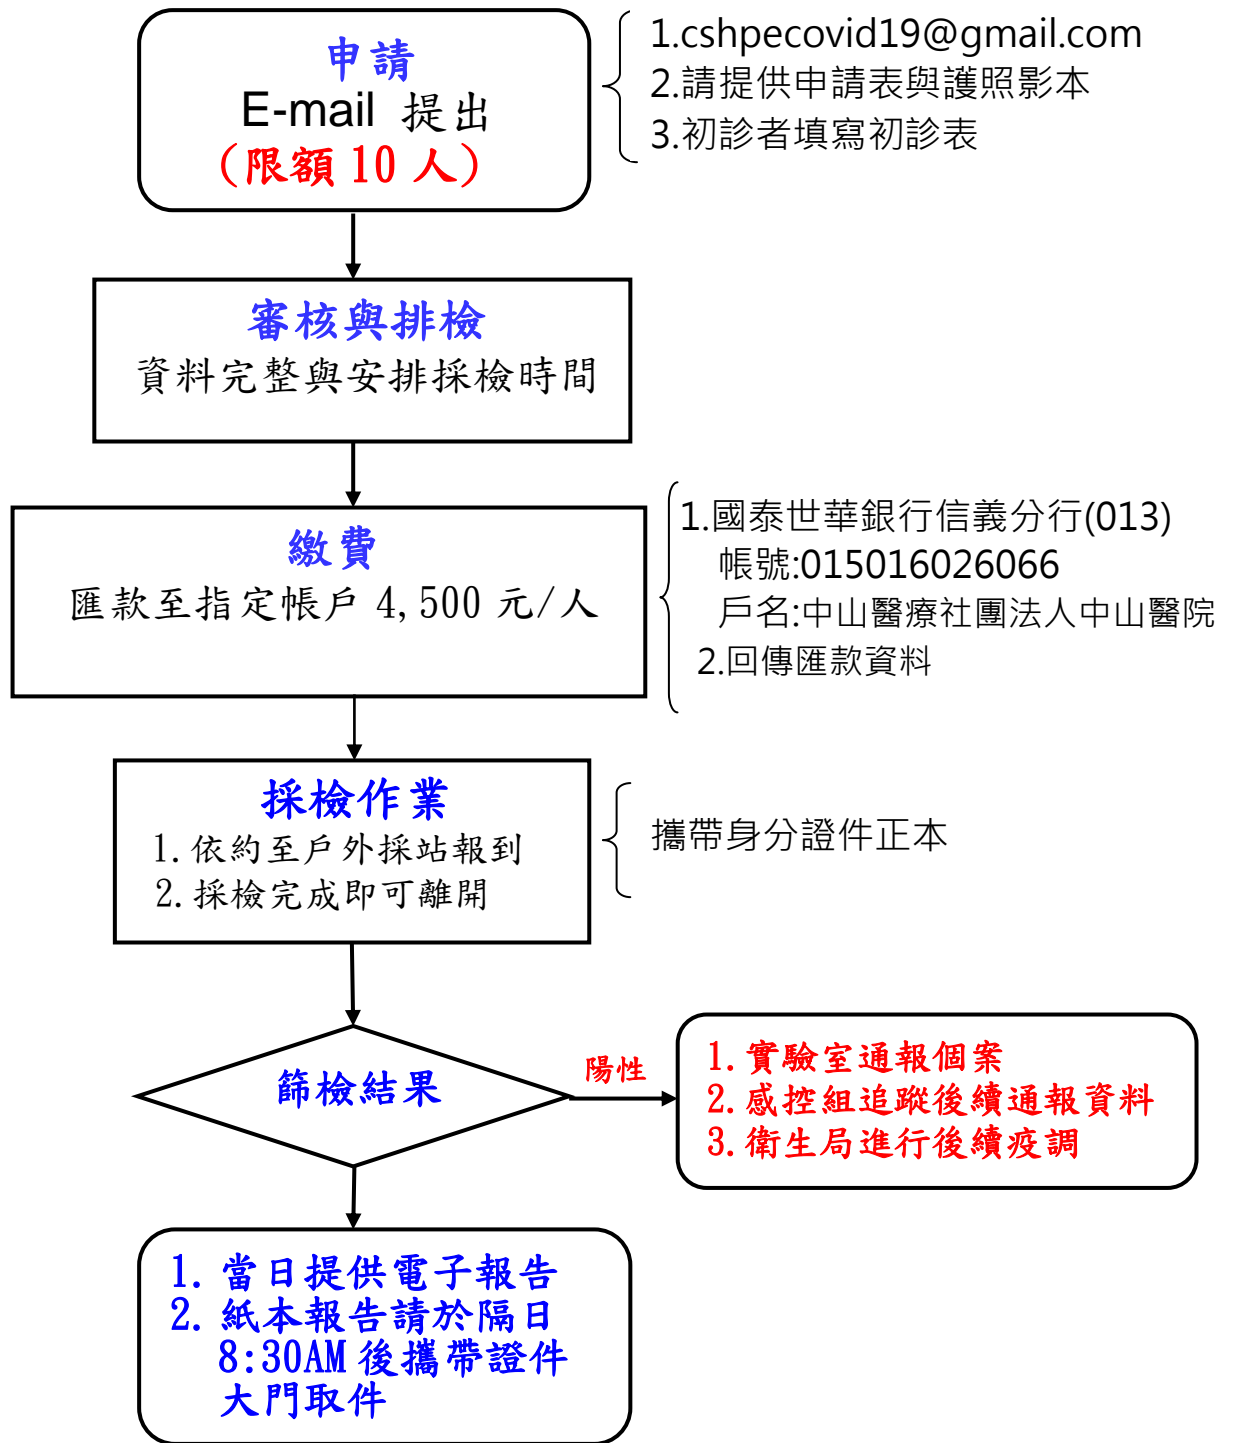 申請
E-mail 提出
(限額 10 人)
1.cshpecovid19@gmail.com
2.請提供申請表與護照影本
3.初診者填寫初診表
審核與排檢
資料完整與安排採檢時間
繳費
匯款至指定帳戶 4,500 元/人
1.國泰世華銀行信義分行(013)
帳號:015016026066
戶名:中山醫療社團法人中山醫院
2.回傳匯款資料
採檢作業
1.依約至戶外採站報到
2.採檢完成即可離開
攜帶身分證件正本
篩檢結果
陽性
1.實驗室通報個案
2.感控組追蹤後續通報資料
3.衛生局進行後續疫調
1.當日提供電子報告
2.紙本報告請於隔日
8:30AM 後攜帶證件
大門取件